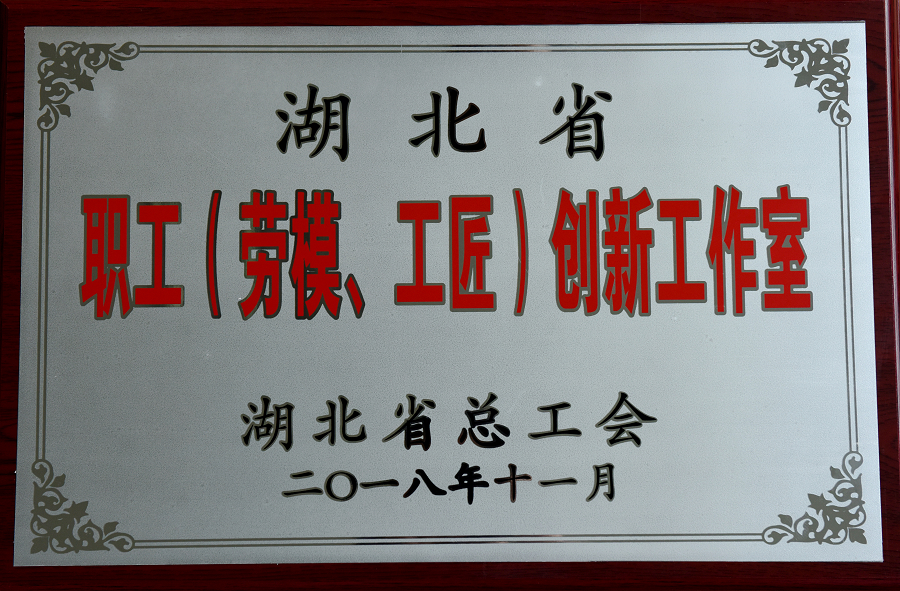 湖北省
职工(劳模、工匠)创新工作室
湖北省总工会
二〇一八年十一月